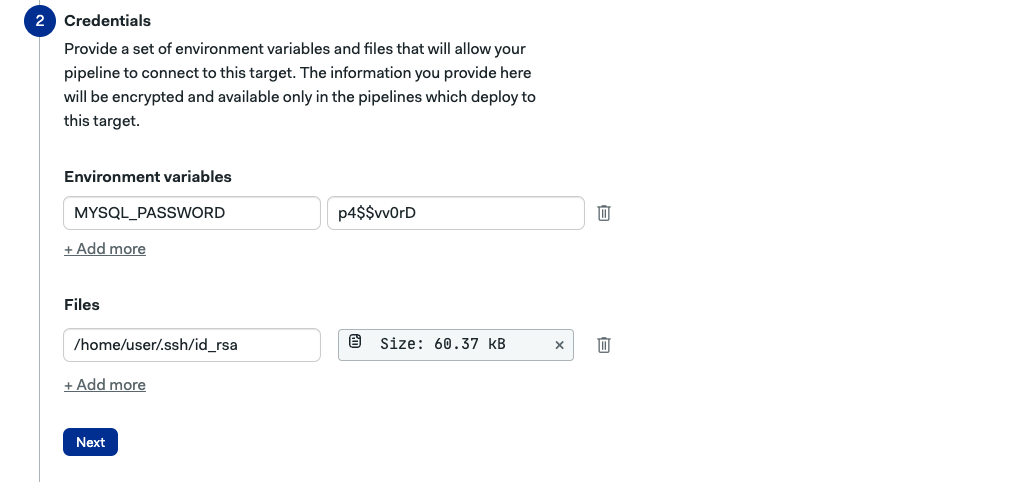 2 Credentials
Provide a set of environment variables and files that will allow your
pipeline to connect to this target. The information you provide here
will be encrypted and available only in the pipelines which deploy to
this target.
Environment variables
MYSQL_PASSWORD p4$$vv0rD
+ Add more
Files
/home/user/.ssh/id_rsa Size: 60.37 kB ×
+ Add more
Next